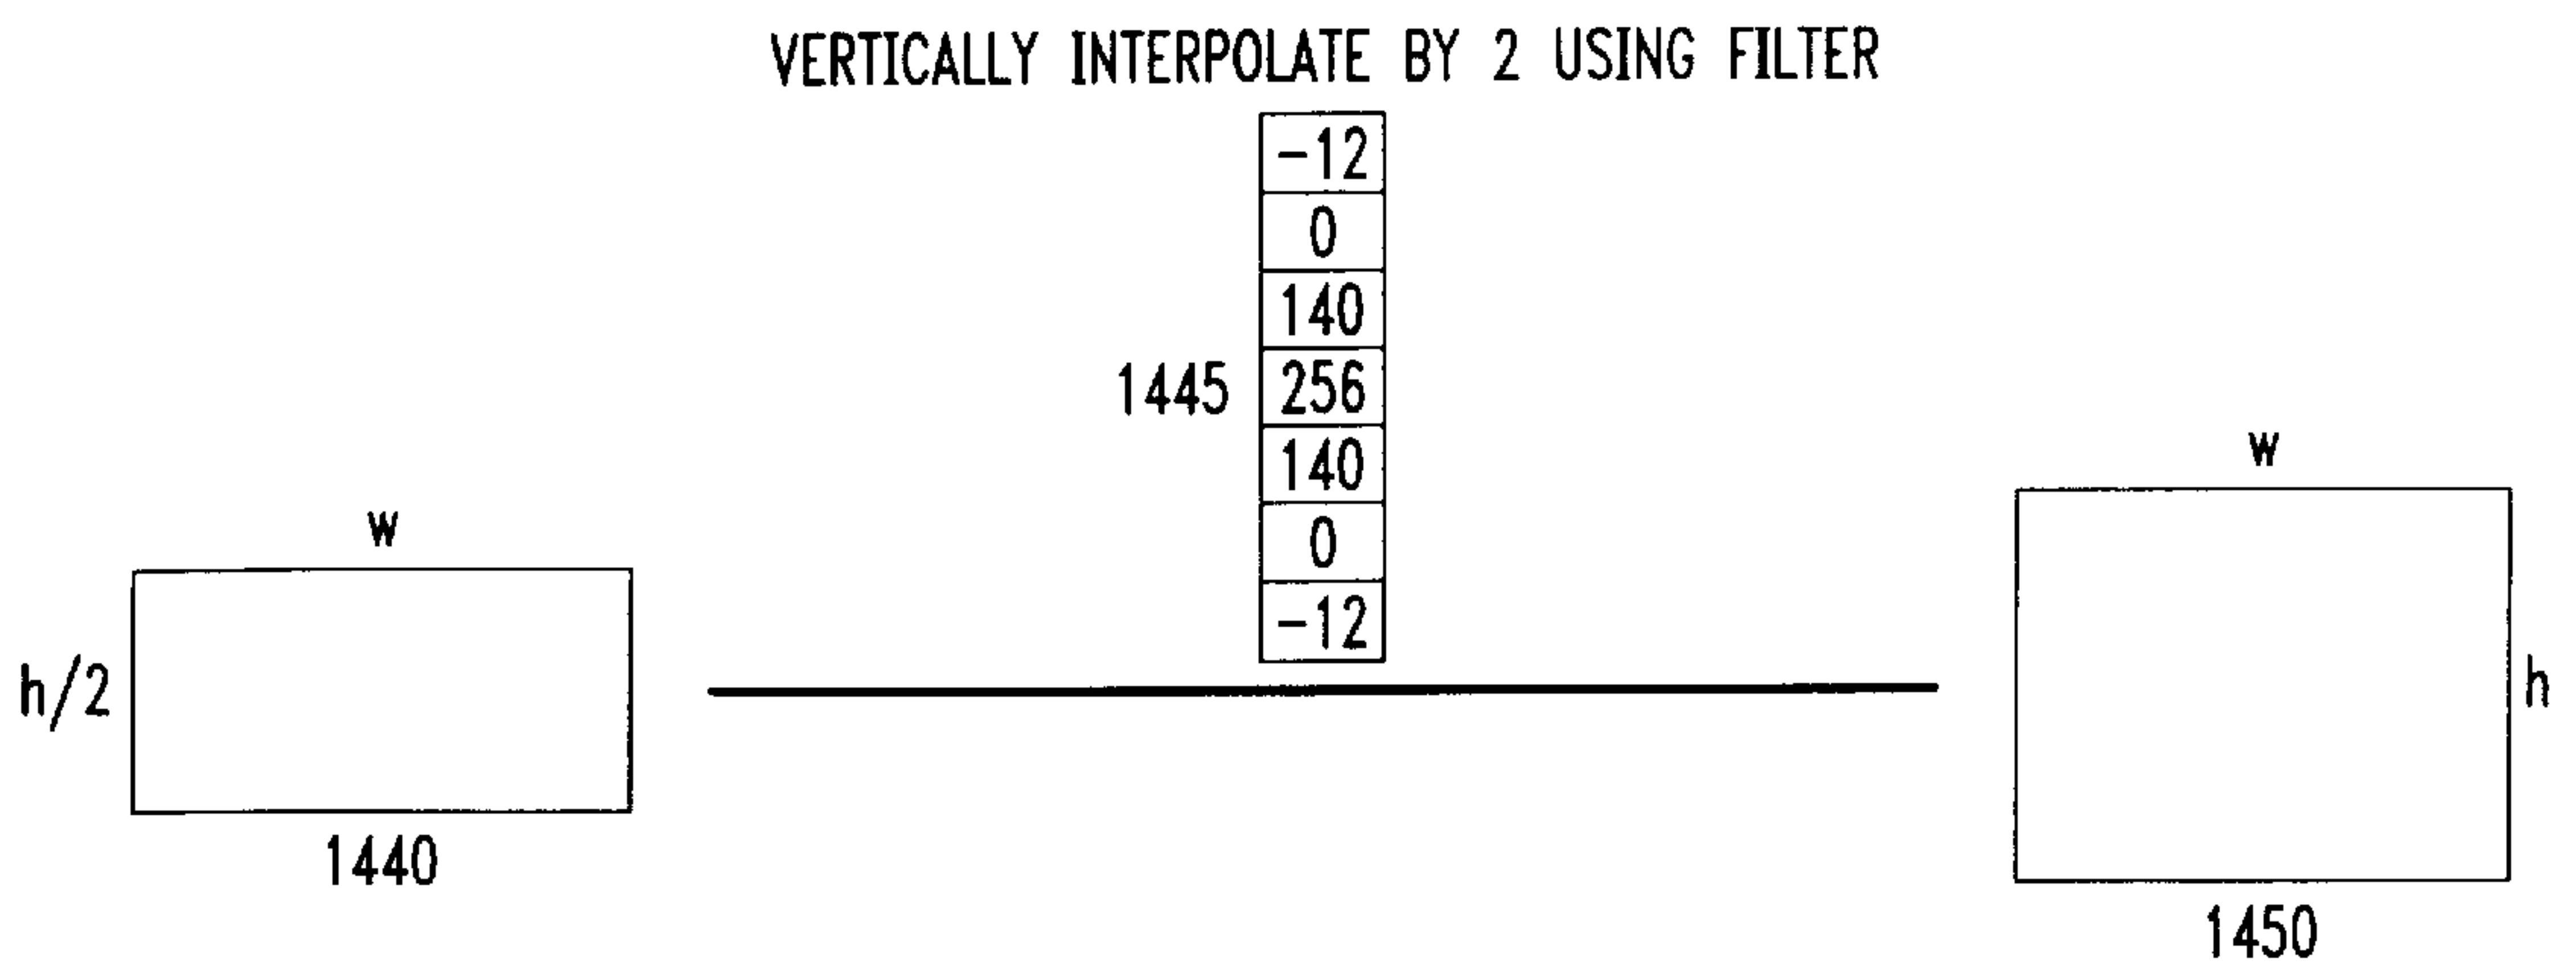 VERTICALLY INTERPOLATE BY 2 USING FILTER
-12
0
140
1445 256
140
0
-12
w
h/2
1440
w
h
1450